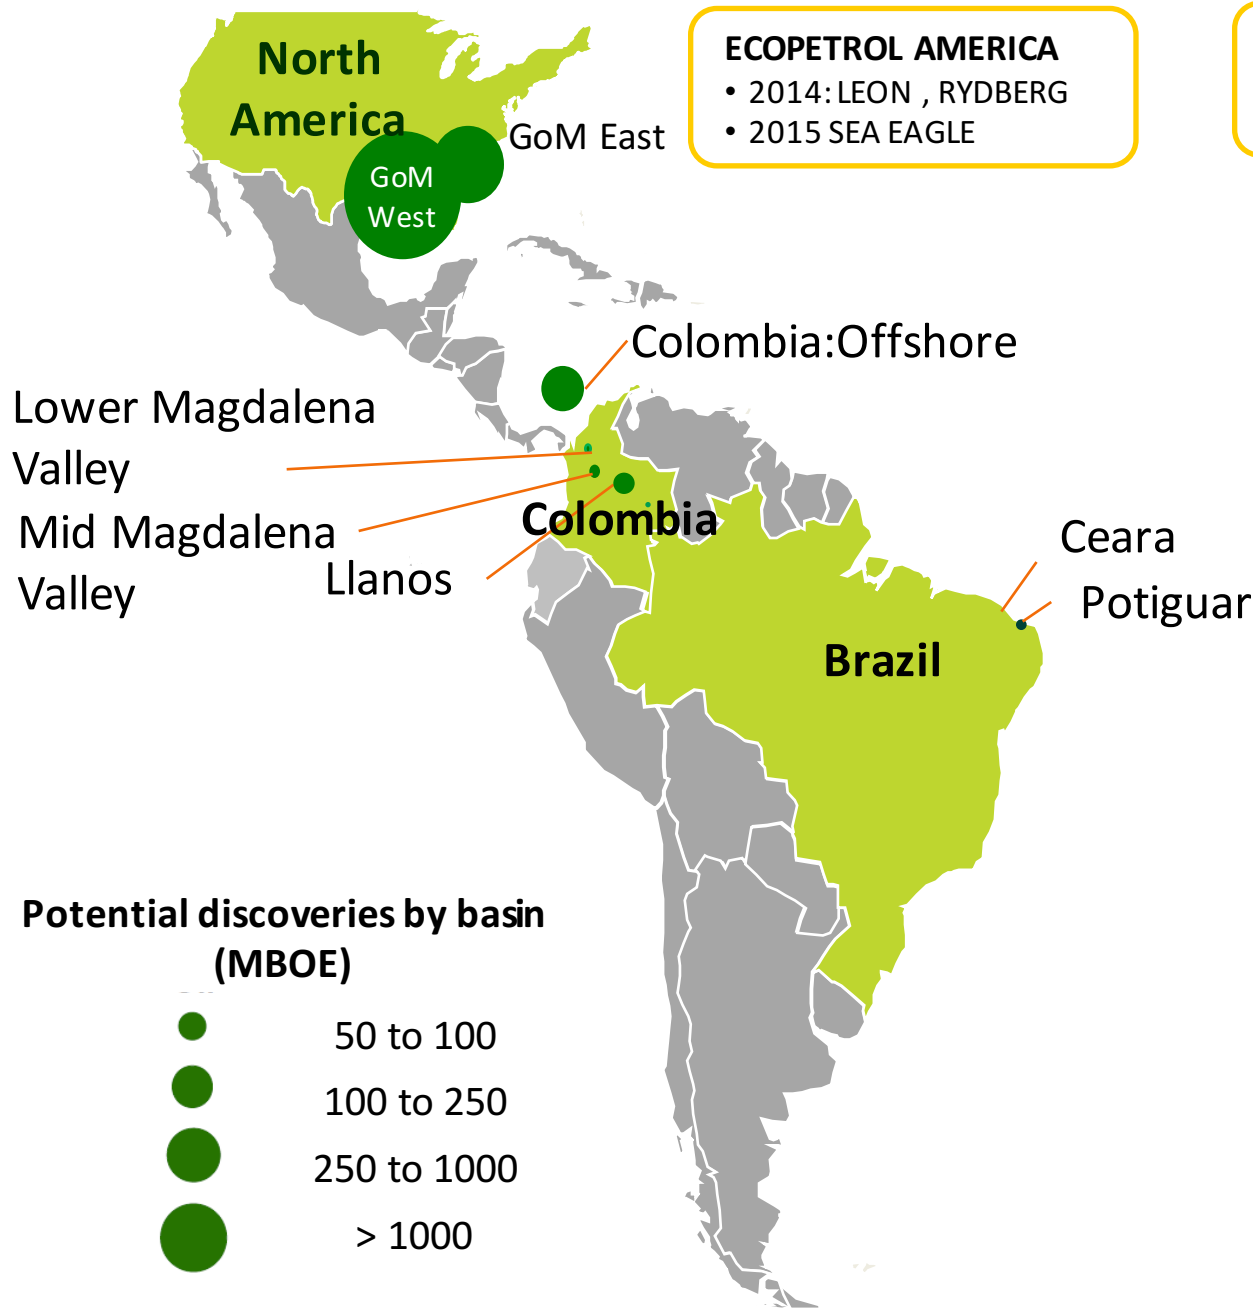 North
America
GoM
West
GoM East
ECOPETROL AMERICA
• 2014: LEON , RYDBERG
• 2015 SEA EAGLE
Colombia:Offshore
Lower Magdalena
Valley
Mid Magdalena
Valley
Llanos
Colombia
Ceara
Potiguar
Brazil
Potential discoveries by basin
(MBOE)
50 to 100
100 to 250
250 to 1000
> 1000